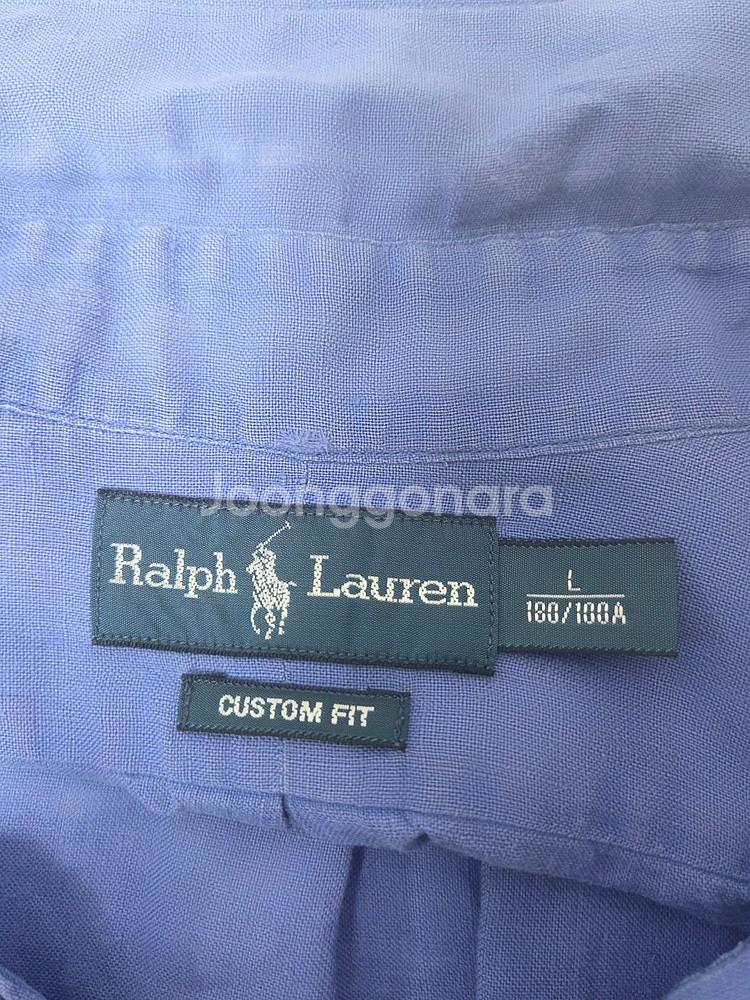 Joonggonara
Ralph Lauren
L
180/100A
CUSTOM FIT